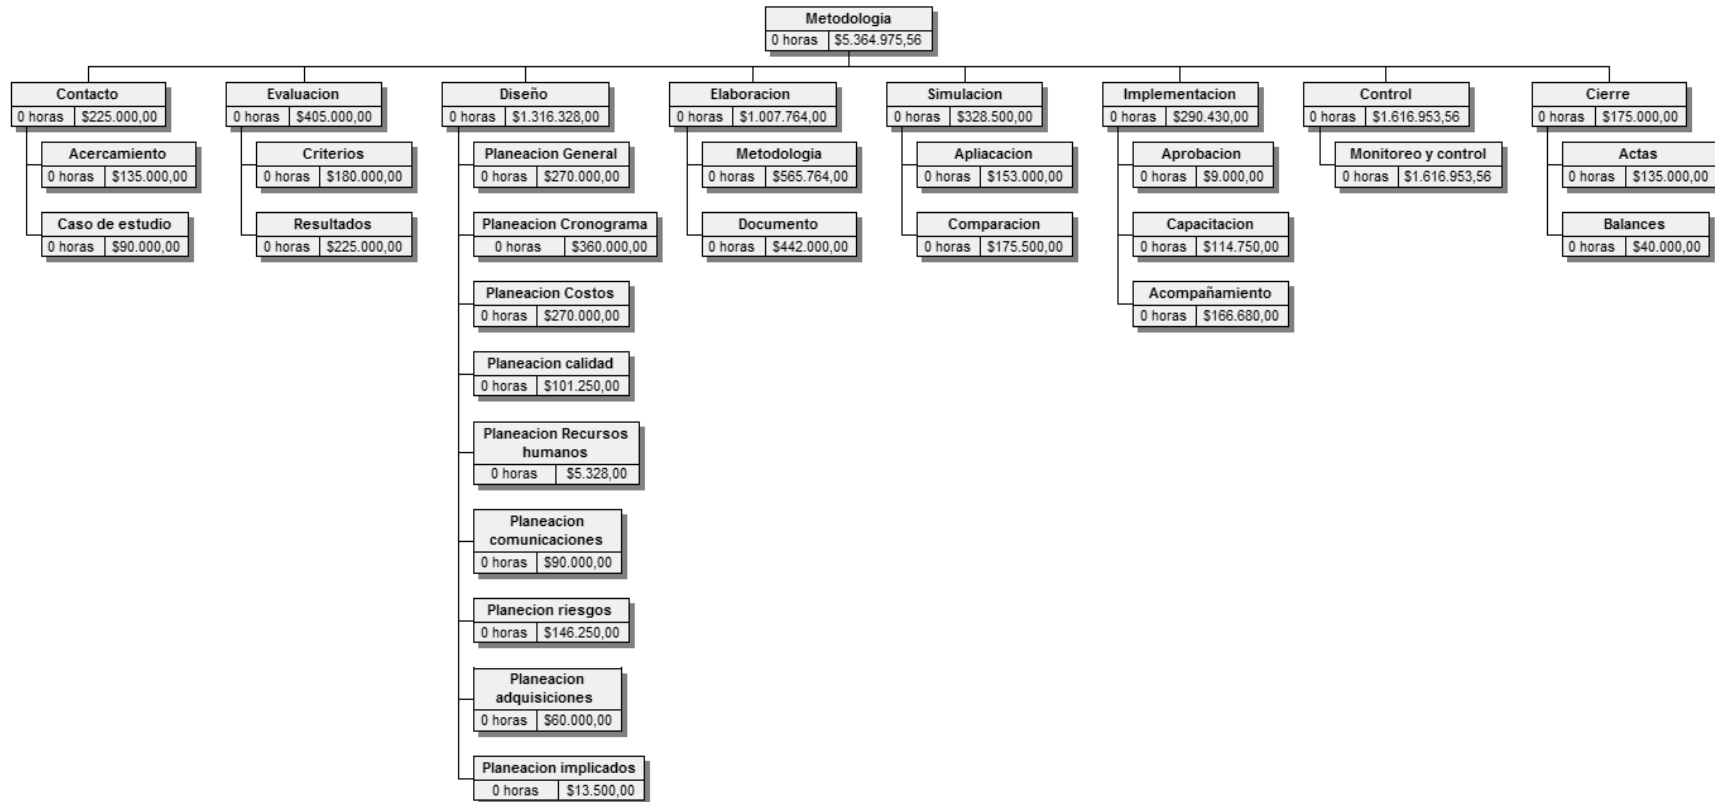 Metodologia
0 horas $5.364.975,56
Contacto
0 horas $225.000,00
Acercamiento
0 horas $135.000,00
Caso de estudio
0 horas $90.000,00
Evaluacion
0 horas $405.000,00
Criterios
0 horas $180.000,00
Resultados
0 horas $225.000,00
Diseño
0 horas $1.316.328,00
Planeacion General
0 horas $270.000,00
Planeacion Cronograma
0 horas $360.000,00
Planeacion Costos
0 horas $270.000,00
Planeacion calidad
0 horas $101.250,00
Planeacion Recursos
humanos
0 horas $5.328,00
Planeacion
comunicaciones
0 horas $90.000,00
Planecion riesgos
0 horas $146.250,00
Planeacion
adquisiciones
0 horas $60.000,00
Planeacion implicados
0 horas $13.500,00
Elaboracion
0 horas $1.007.764,00
Metodologia
0 horas $565.764,00
Documento
0 horas $442.000,00
Simulacion
0 horas $328.500,00
Apliacacion
0 horas $153.000,00
Comparacion
0 horas $175.500,00
Implementacion
0 horas $290.430,00
Aprobacion
0 horas $9.000,00
Capacitacion
0 horas $114.750,00
Acompañamiento
0 horas $166.680,00
Control
0 horas $1.616.953,56
Monitoreo y control
0 horas $1.616.953,56
Cierre
0 horas $175.000,00
Actas
0 horas $135.000,00
Balances
0 horas $40.000,00